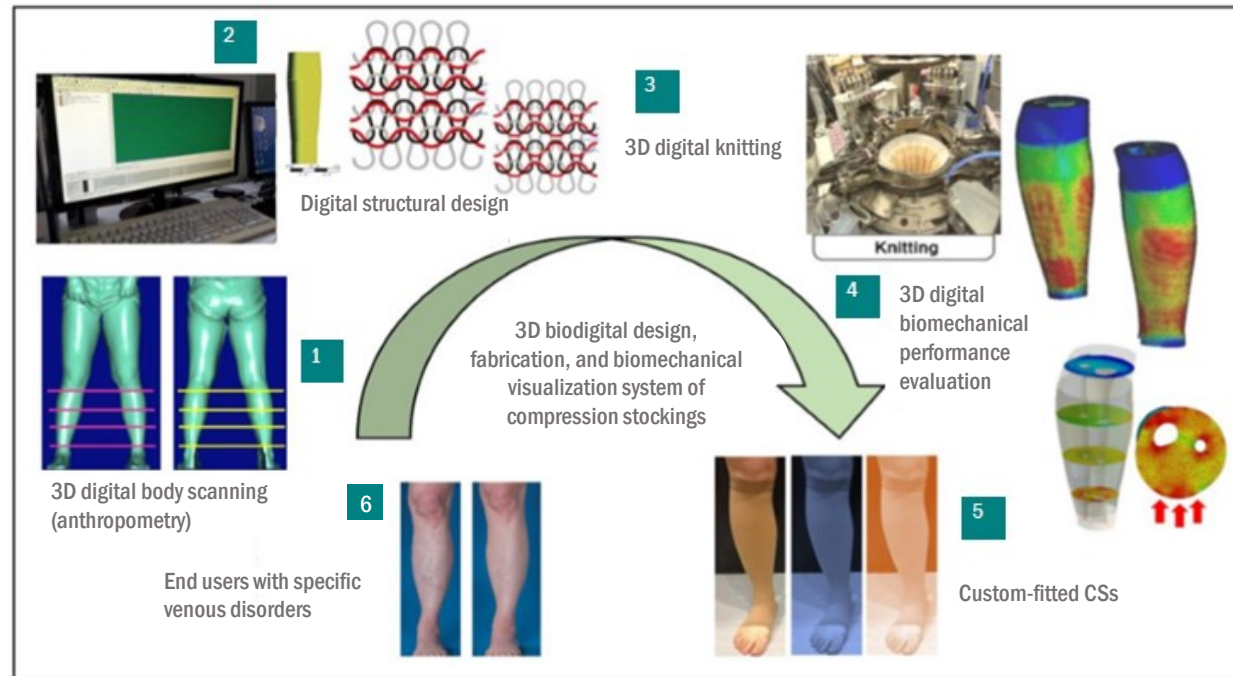 2
Digital structural design
3
3D digital knitting
Knitting
1
3D digital body scanning
(anthropometry)
3D biodigital design,
fabrication, and biomechanical
visualization system of
compression stockings
4
3D digital
biomechanical
performance
evaluation
6
End users with specific
venous disorders
5
Custom-fitted CSs